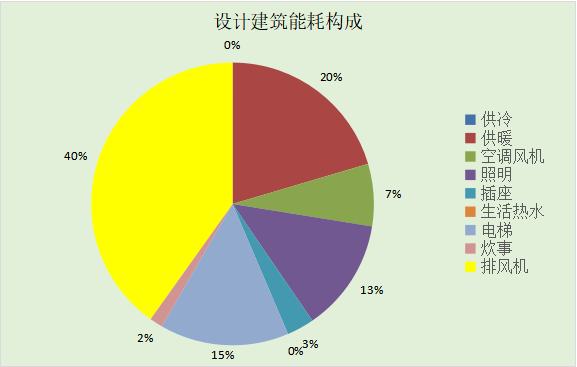 设计建筑能耗构成
0%
20%
40%
7%
13%
3%
0%
15%
2%
供冷
供暖
空调风机
照明
插座
生活热水
电梯
炊事
排风机